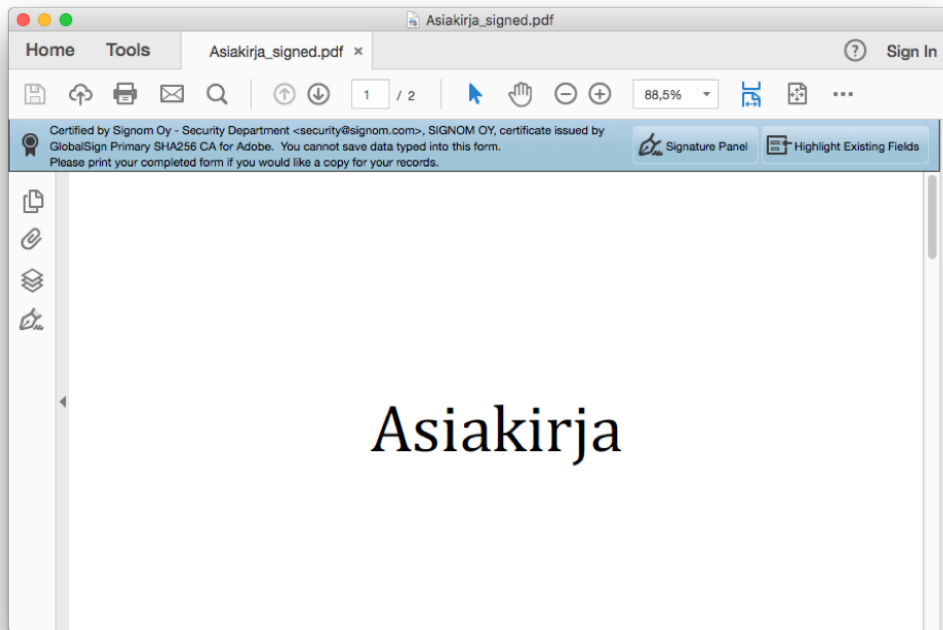 Asiakirja_signed.pdf
Home Tools Asiakirja_signed.pdf × ? Sign In
1 / 2 88,5%
Certified by Signom Oy - Security Department <security@signom.com>, SIGNOM OY, certificate issued by
GlobalSign Primary SHA256 CA for Adobe. You cannot save data typed into this form.
Please print your completed form if you would like a copy for your records.
Signature Panel Highlight Existing Fields
Asiakirja